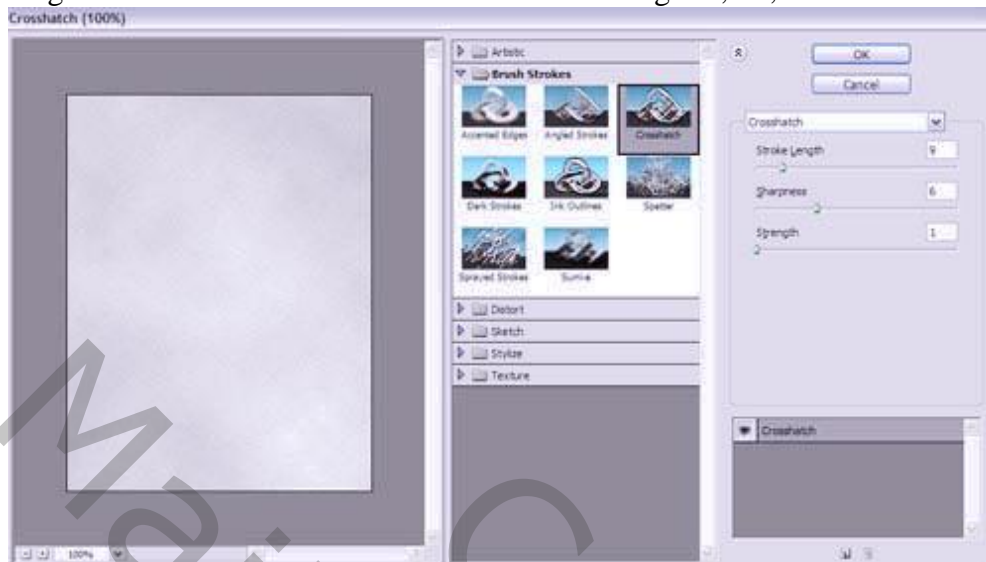 Crosshatch (100%)
Artistic
Brush Strokes
Accented Edges Angled Strokes Crosshatch
Dark Strokes Ink Outlines Spatter
Sprayed Strokes Sumi-e
Distort
Sketch
Stylize
Texture
100%
OK
Cancel
Crosshatch
Stroke Length 9
Sharpness 6
Strength 1
Crosshatch